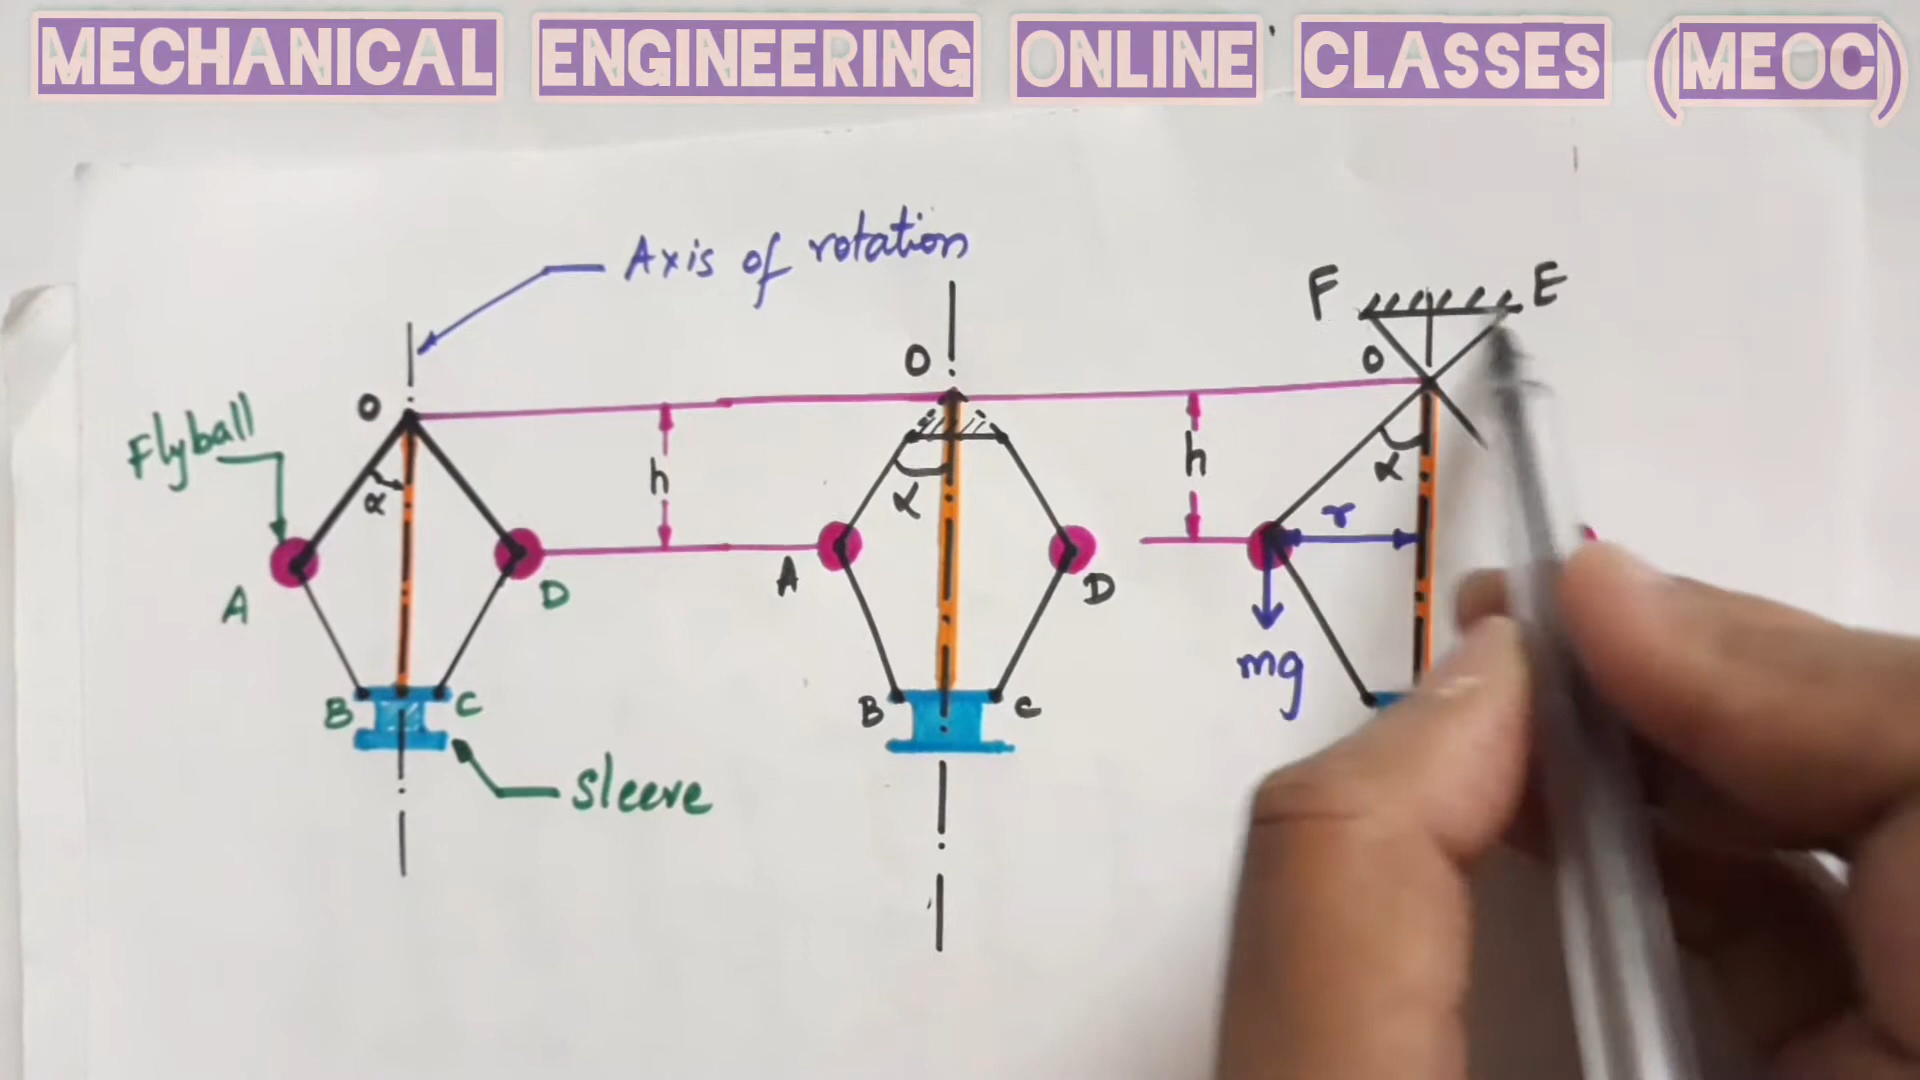 MECHANICAL ENGINEERING ONLINE CLASSES (MEOC)
Axis of rotation
F E
O
O
O
Flyball
h
h
α
α
α
r
A
D
A
D
mg
B C
B C
Sleeve